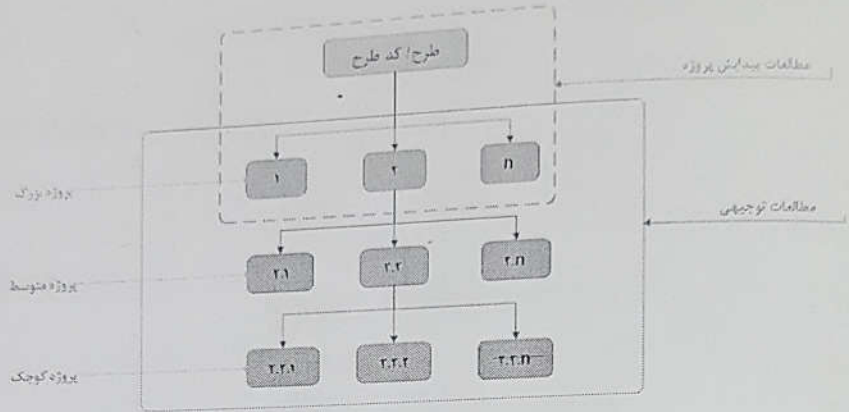 طرح/ کد طرح
مطالعات پیدایش پروژه
۱
۲
n
پروژه بزرگ
مطالعات توجیهی
۲.۱
۲.۲
۲.n
پروژه متوسط
۲.۲.۱
۲.۲.۲
۲.۲.n
پروژه کوچک